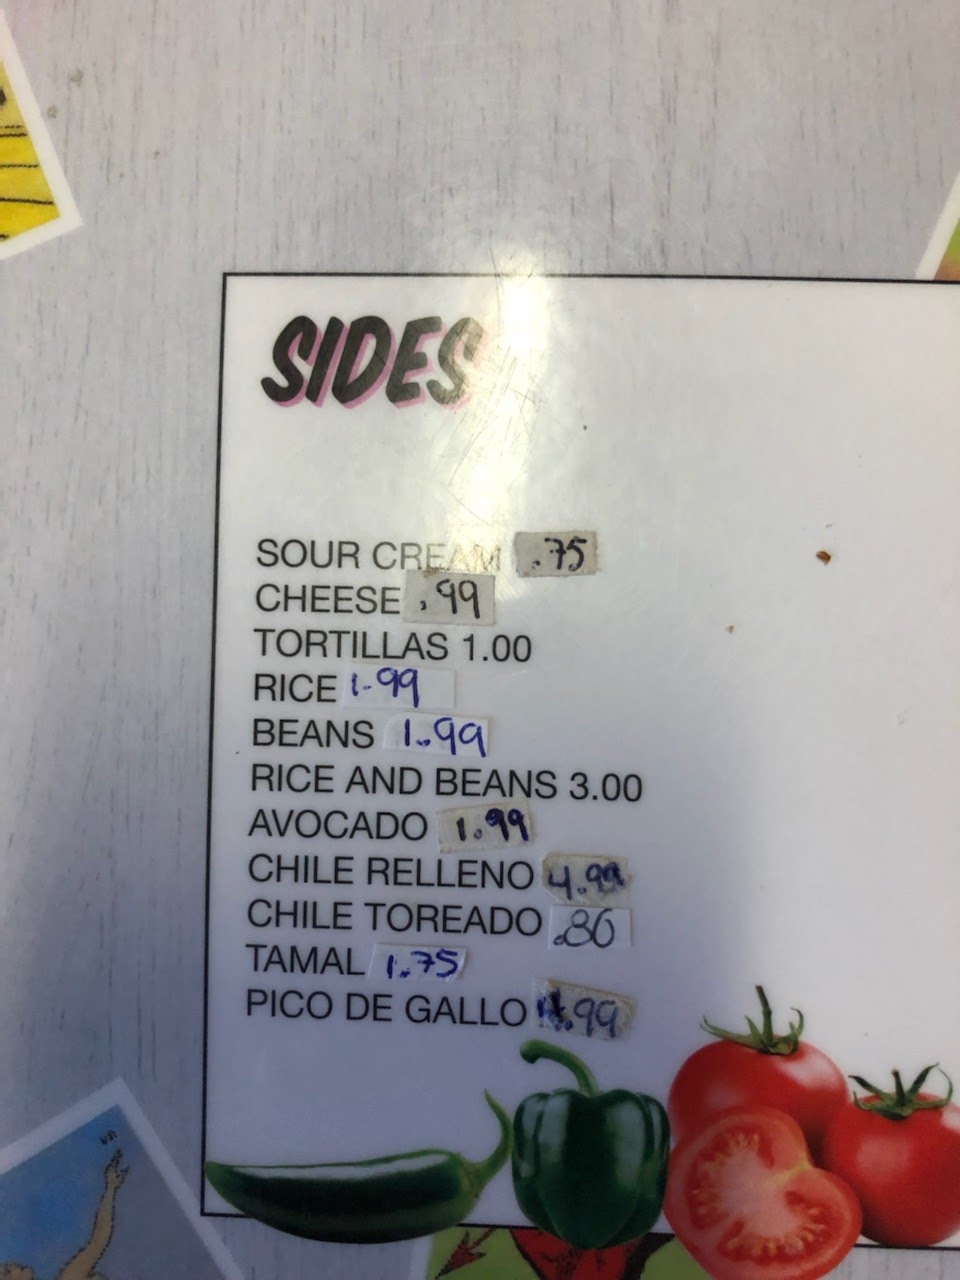 SIDES
SOUR CREAM .75
CHEESE .99
TORTILLAS 1.00
RICE 1.99
BEANS 1.99
RICE AND BEANS 3.00
AVOCADO 1.99
CHILE RELLENO 4.99
CHILE TOREADO .80
TAMAL 1.75
PICO DE GALLO .99